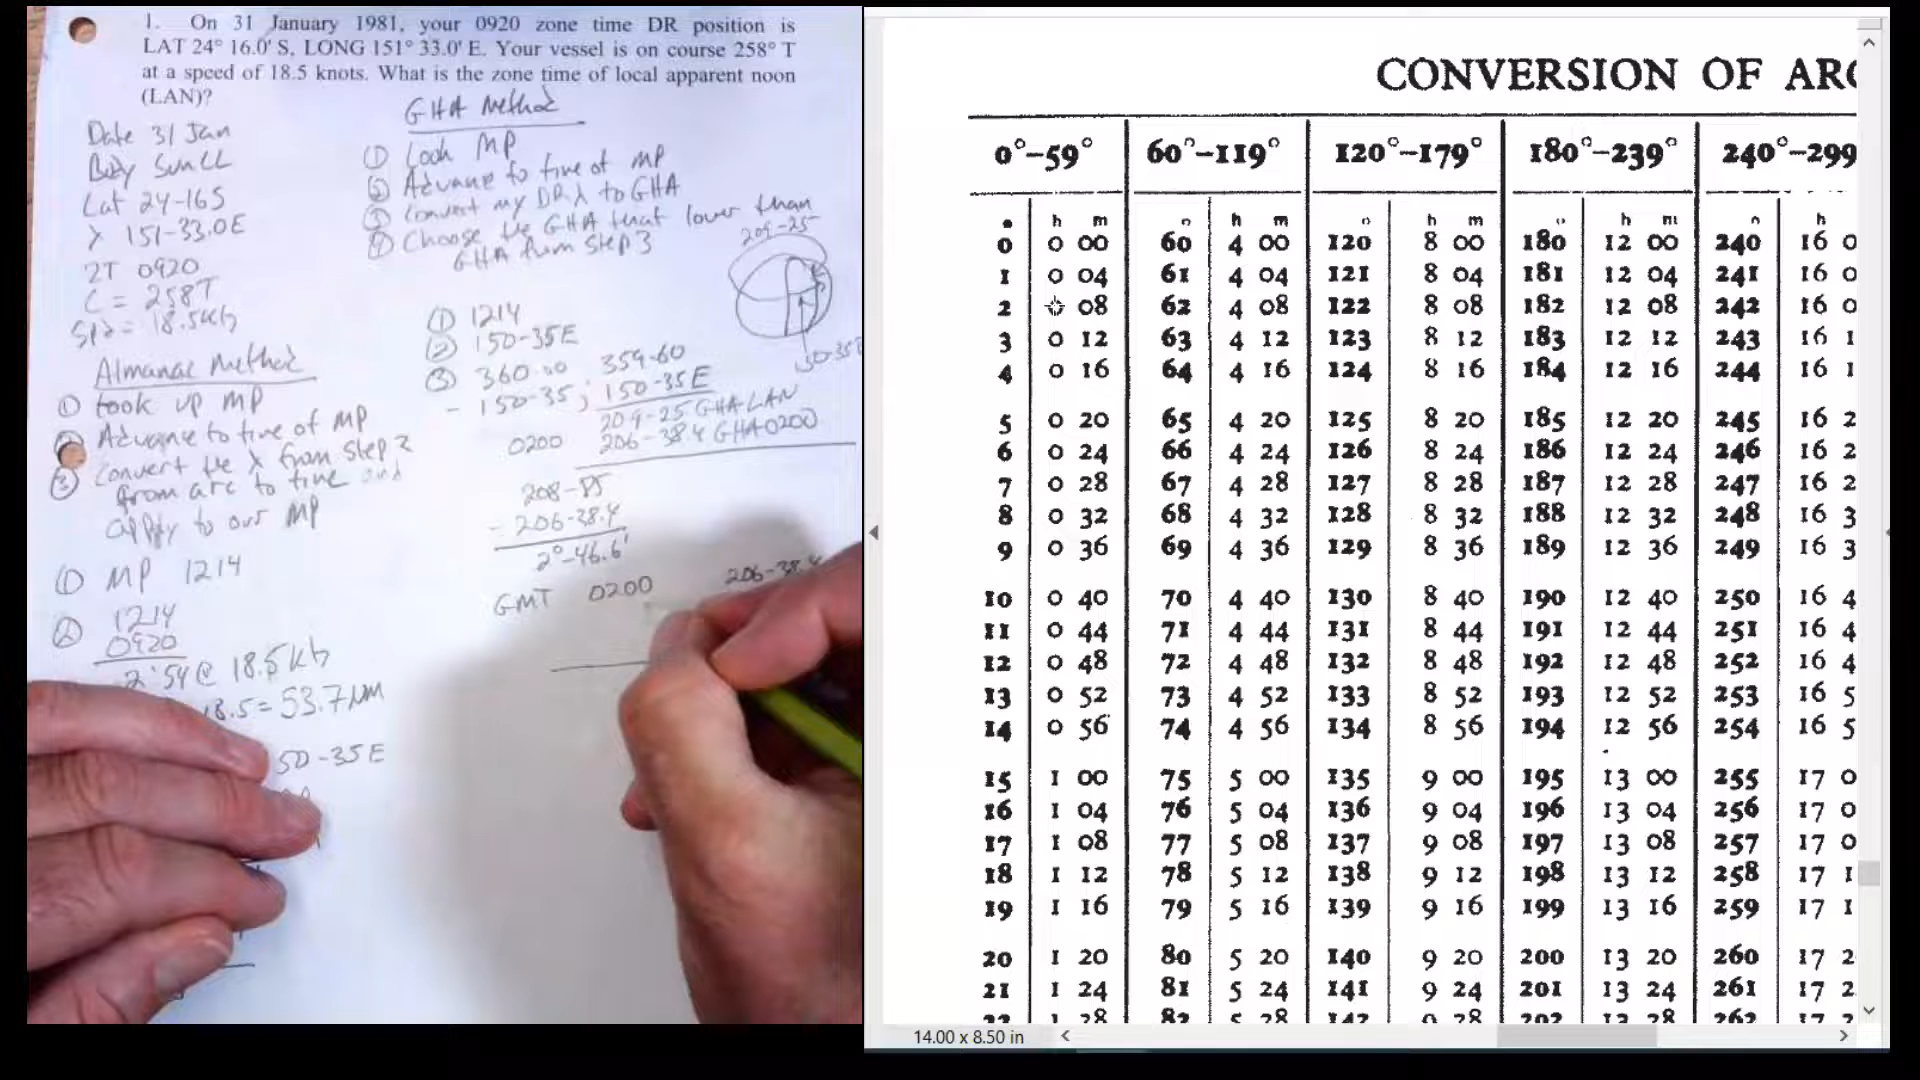 1. On 31 January 1981, your 0920 zone time DR position is
LAT 24° 16.0' S, LONG 151° 33.0' E. Your vessel is on course 258° T
at a speed of 18.5 knots. What is the zone time of local apparent noon
(LAN)?
Date 31 Jan
Body Sun LL
Lat 24-16S
λ 151-33.0E
ZT 0920
C = 258T
Spd = 18.5kts
Almanac Method
① Look up MP
② Advance to time of MP
③ Convert the λ from Step 2
from arc to time and
apply to our MP
① MP 1214
② 1214
0920
2'54 @ 18.5 kts
18.5 = 53.7 NM
50-35E
GHA Method
① Look MP
② Advance to time of MP
③ Convert my DR λ to GHA
④ Choose the GHA that lower than
GHA from step 3
209-25
150-35E
① 1214
② 150-35E
③ 360-00 359-60
- 150-35 ; 150-35E
209-25 GHA LAN
0200 206-38.4 GHA 0200
208-85
- 206-38.4
2°-46.6'
GMT 0200 206-38.4
CONVERSION OF ARC
0°–59° 60°–119° 120°–179° 180°–239° 240°–299
° h m ° h m ° h m ° h m ° h
0 0 00 60 4 00 120 8 00 180 12 00 240 16 0
1 0 04 61 4 04 121 8 04 181 12 04 241 16 0
2 08 62 4 08 122 8 08 182 12 08 242 16 0
3 0 12 63 4 12 123 8 12 183 12 12 243 16 1
4 0 16 64 4 16 124 8 16 184 12 16 244 16 1
5 0 20 65 4 20 125 8 20 185 12 20 245 16 2
6 0 24 66 4 24 126 8 24 186 12 24 246 16 2
7 0 28 67 4 28 127 8 28 187 12 28 247 16 2
8 0 32 68 4 32 128 8 32 188 12 32 248 16 3
9 0 36 69 4 36 129 8 36 189 12 36 249 16 3
10 0 40 70 4 40 130 8 40 190 12 40 250 16 4
11 0 44 71 4 44 131 8 44 191 12 44 251 16 4
12 0 48 72 4 48 132 8 48 192 12 48 252 16 4
13 0 52 73 4 52 133 8 52 193 12 52 253 16 5
14 0 56 74 4 56 134 8 56 194 12 56 254 16 5
15 1 00 75 5 00 135 9 00 195 13 00 255 17 0
16 1 04 76 5 04 136 9 04 196 13 04 256 17 0
17 1 08 77 5 08 137 9 08 197 13 08 257 17 0
18 1 12 78 5 12 138 9 12 198 13 12 258 17 1
19 1 16 79 5 16 139 9 16 199 13 16 259 17 1
20 1 20 80 5 20 140 9 20 200 13 20 260 17 2
21 1 24 81 5 24 141 9 24 201 13 24 261 17 2
22 1 28 82 5 28 142 9 28 202 13 28 262 17 2
14.00 x 8.50 in